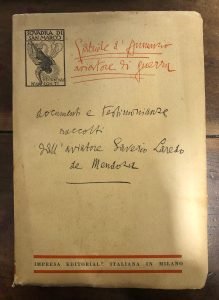 SQVADRA DI
SAN MARCO
Gabriele d'Annunzio
aviatore di guerra
documenti e testimonianze
raccolti
dall'aviatore Saverio Laredo
de Mendoza
IMPRESA EDITORIALE ITALIANA IN MILANO